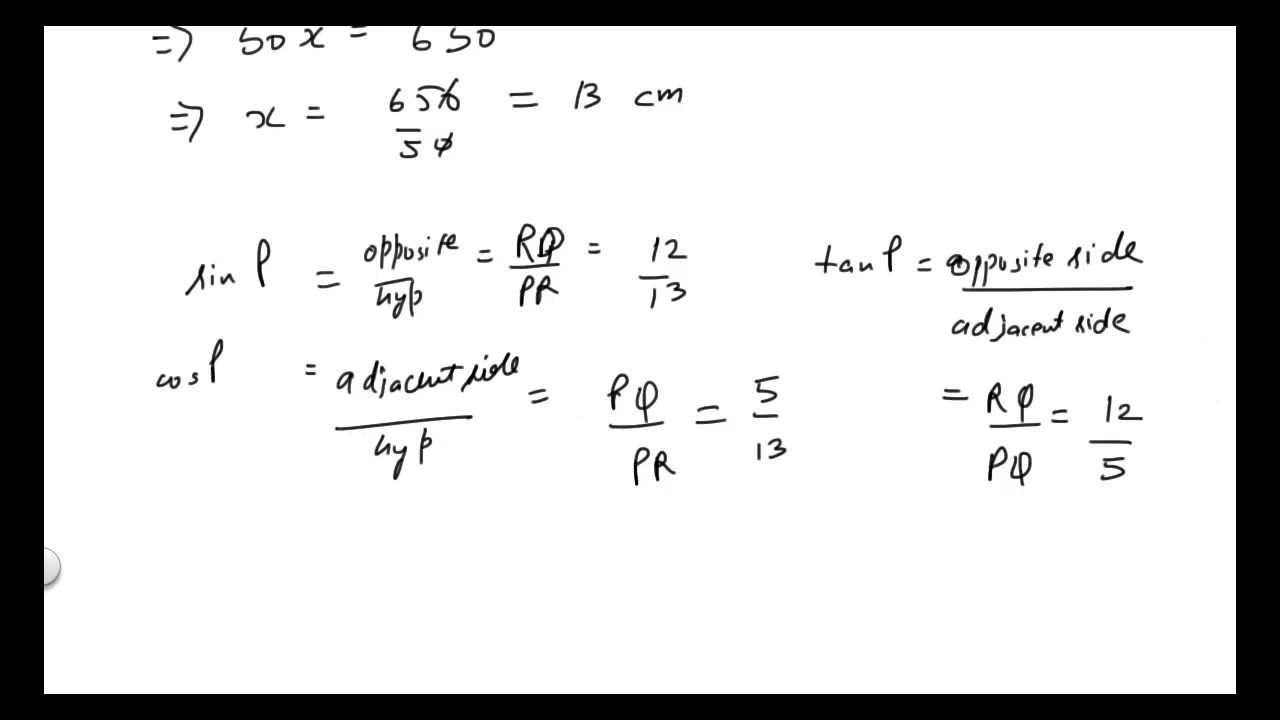 => 50x = 650
=> x = 650/50 = 13 cm
sin P = opposite/hyp = RQ/PR = 12/13
tan P = opposite side/adjacent side
cos P = adjacent side/hyp = PQ/PR = 5/13
= RQ/PQ = 12/5